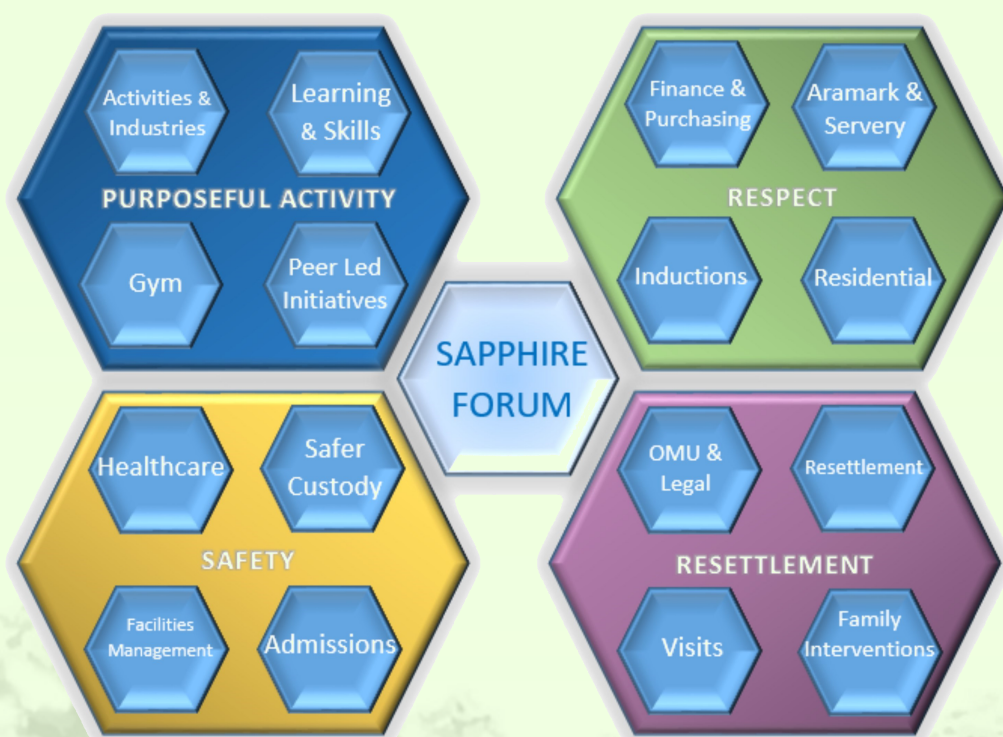 Activities &
Industries
Learning
& Skills
PURPOSEFUL ACTIVITY
Gym
Peer Led
Initiatives
Finance &
Purchasing
Aramark &
Servery
RESPECT
Inductions
Residential
SAPPHIRE
FORUM
Healthcare
Safer
Custody
SAFETY
Facilities
Management
Admissions
OMU &
Legal
Resettlement
RESETTLEMENT
Visits
Family
Interventions